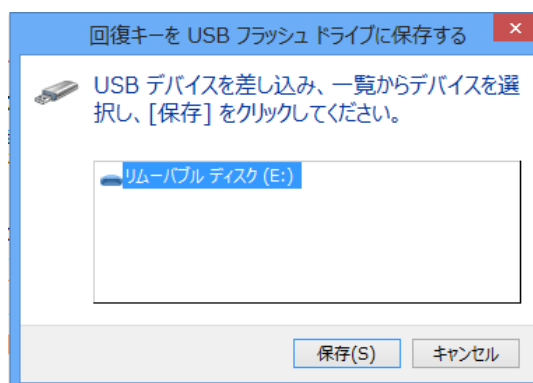 回復キーを USB フラッシュ ドライブに保存する
USB デバイスを差し込み、一覧からデバイスを選
択し、[保存] をクリックしてください。
リムーバブル ディスク (E:)
保存(S)
キャンセル